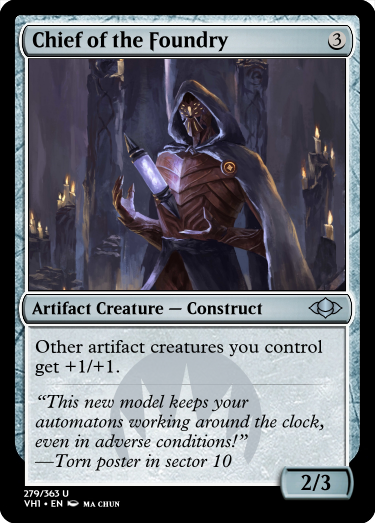 Chief of the Foundry 3
Artifact Creature — Construct
Other artifact creatures you control
get +1/+1.
“This new model keeps your
automatons working around the clock,
even in adverse conditions!”
—Torn poster in sector 10
2/3
279/363 U
VH1 • EN MA CHUN